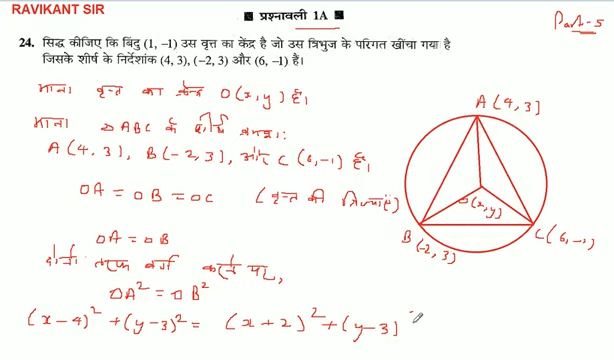 RAVIKANT SIR
प्रश्नावली 1A
Part-5
24. सिद्ध कीजिए कि बिंदु (1, −1) उस वृत्त का केंद्र है जो उस त्रिभुज के परिगत खींचा गया है
जिसके शीर्ष के निर्देशांक (4, 3), (−2, 3) और (6, −1) हैं।
माना वृत्त का केन्द्र O(x,y) है।
माना △ABC के शीर्ष क्रमशः
A(4,3), B(-2,3), और C(6,-1) है।
OA = OB = OC (वृत्त की त्रिज्याएं)
OA = OB
दोनों तरफ वर्ग करने पर,
OA² = OB²
(x-4)² + (y-3)² = (x+2)² + (y-3)
A(4,3)
O(x,y)
B(-2,3)
C(6,-1)